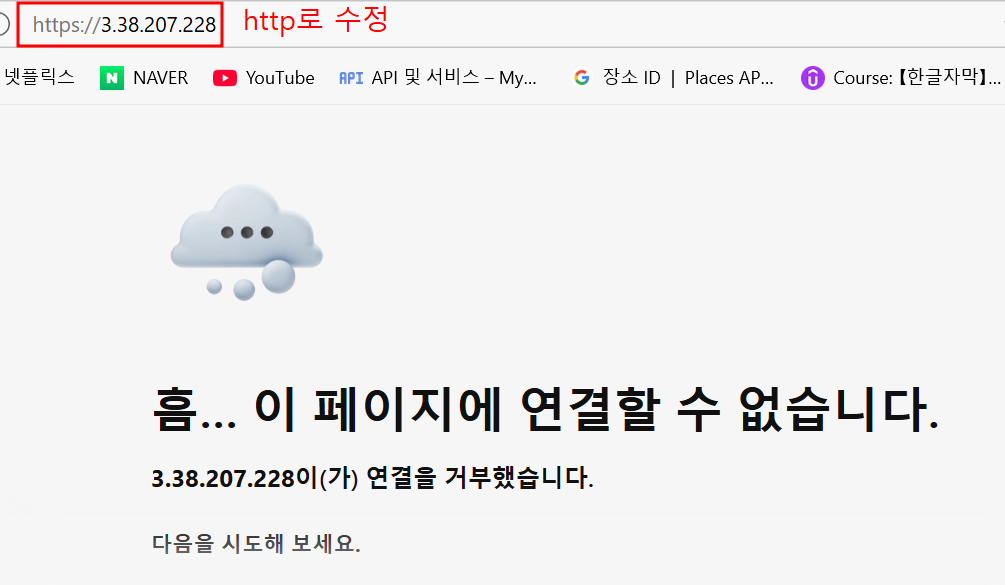 https://3.38.207.228 http로 수정
넷플릭스 N NAVER YouTube API API 및 서비스 – My... G 장소 ID | Places AP... Course:【한글자막】...
흠... 이 페이지에 연결할 수 없습니다.
3.38.207.228이(가) 연결을 거부했습니다.
다음을 시도해 보세요.